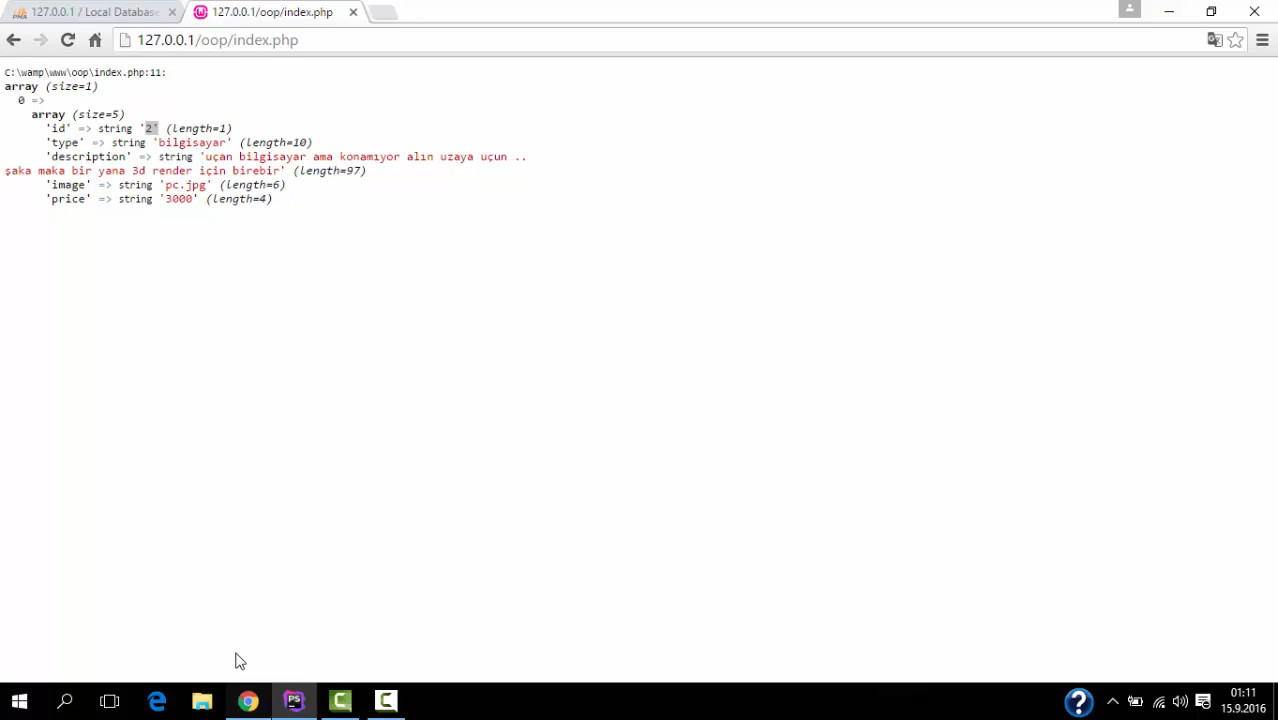 127.0.0.1 / Local Database
127.0.0.1/oop/index.php
127.0.0.1/oop/index.php
C:\wamp\www\oop\index.php:11:
array (size=1)
0 =>
array (size=5)
'id' => string '2' (length=1)
'type' => string 'bilgisayar' (length=10)
'description' => string 'uçan bilgisayar ama konamıyor alın uzaya uçun ..
şaka maka bir yana 3d render için birebir' (length=97)
'image' => string 'pc.jpg' (length=6)
'price' => string '3000' (length=4)
PS
01:11
15.9.2016